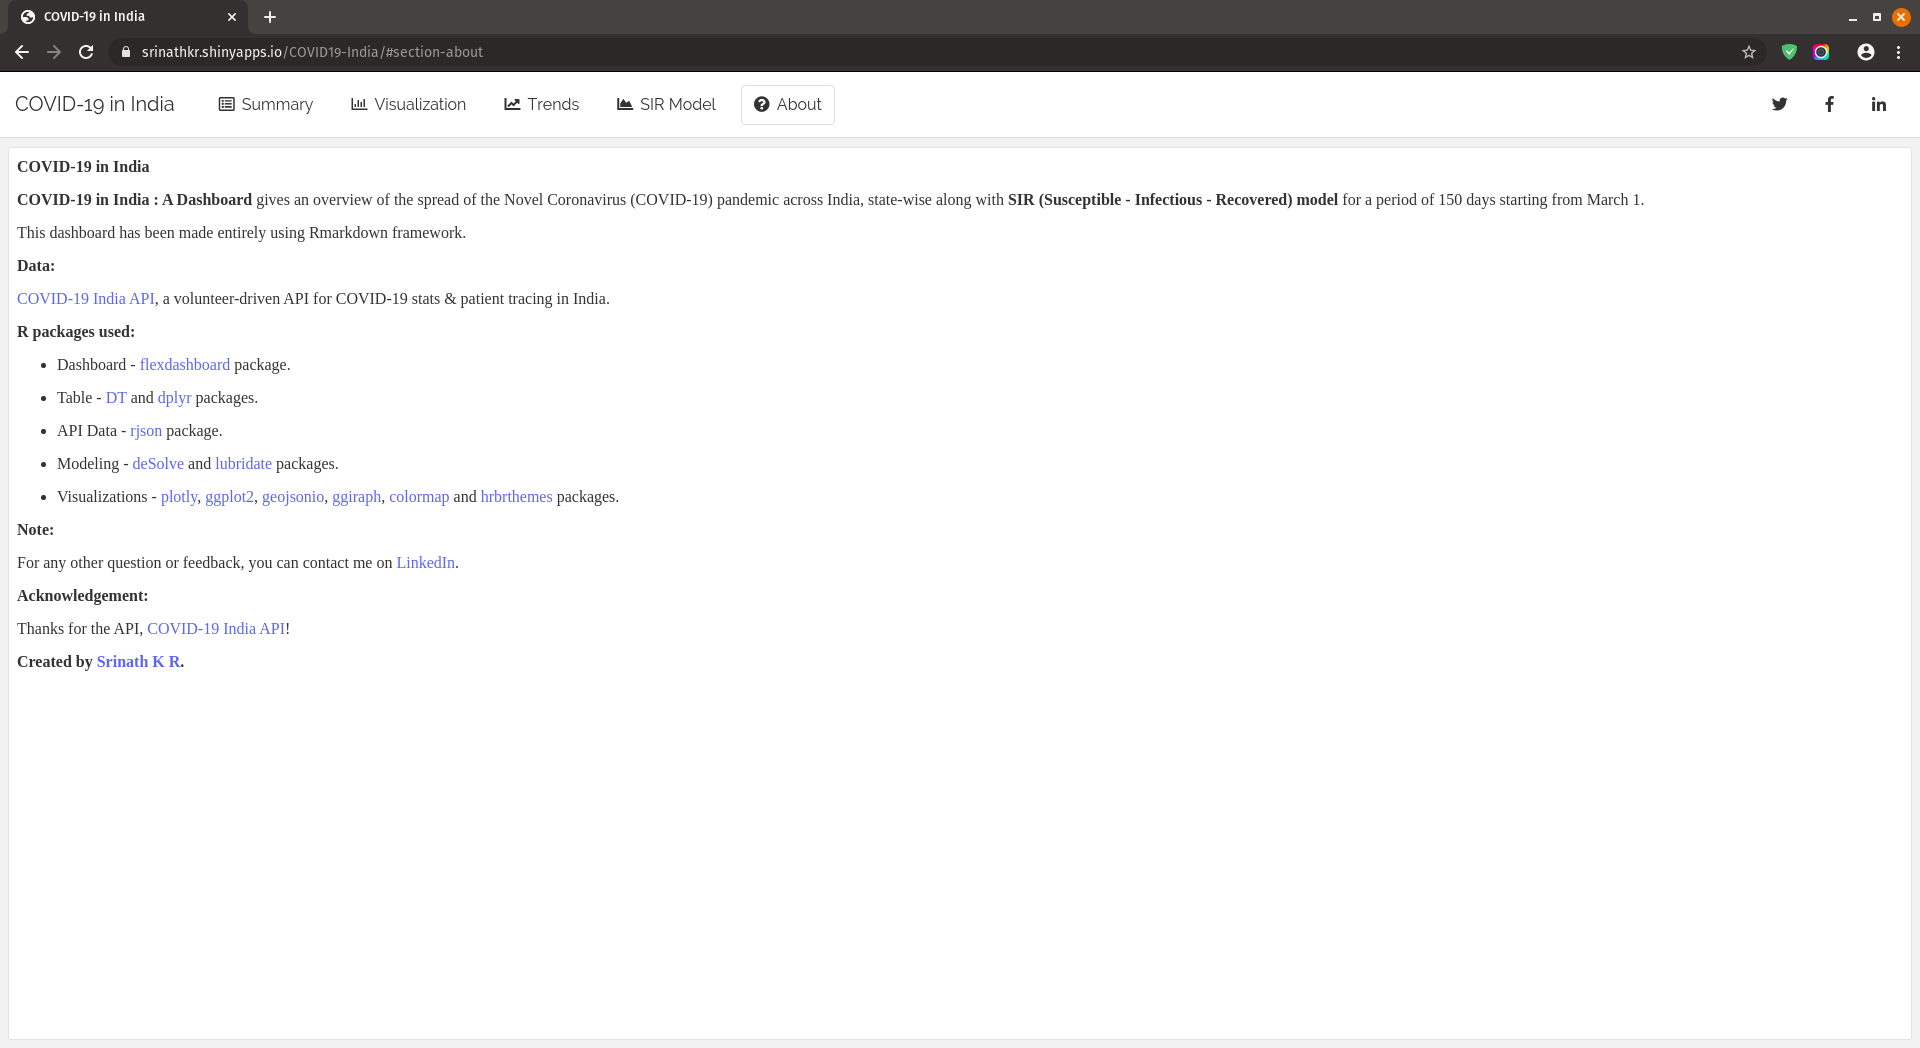 COVID-19 in India
srinathkr.shinyapps.io/COVID19-India/#section-about
COVID-19 in India Summary Visualization Trends SIR Model About
COVID-19 in India
COVID-19 in India : A Dashboard gives an overview of the spread of the Novel Coronavirus (COVID-19) pandemic across India, state-wise along with SIR (Susceptible - Infectious - Recovered) model for a period of 150 days starting from March 1.
This dashboard has been made entirely using Rmarkdown framework.
Data:
COVID-19 India API, a volunteer-driven API for COVID-19 stats & patient tracing in India.
R packages used:
• Dashboard - flexdashboard package.
• Table - DT and dplyr packages.
• API Data - rjson package.
• Modeling - deSolve and lubridate packages.
• Visualizations - plotly, ggplot2, geojsonio, ggiraph, colormap and hrbrthemes packages.
Note:
For any other question or feedback, you can contact me on LinkedIn.
Acknowledgement:
Thanks for the API, COVID-19 India API!
Created by Srinath K R.